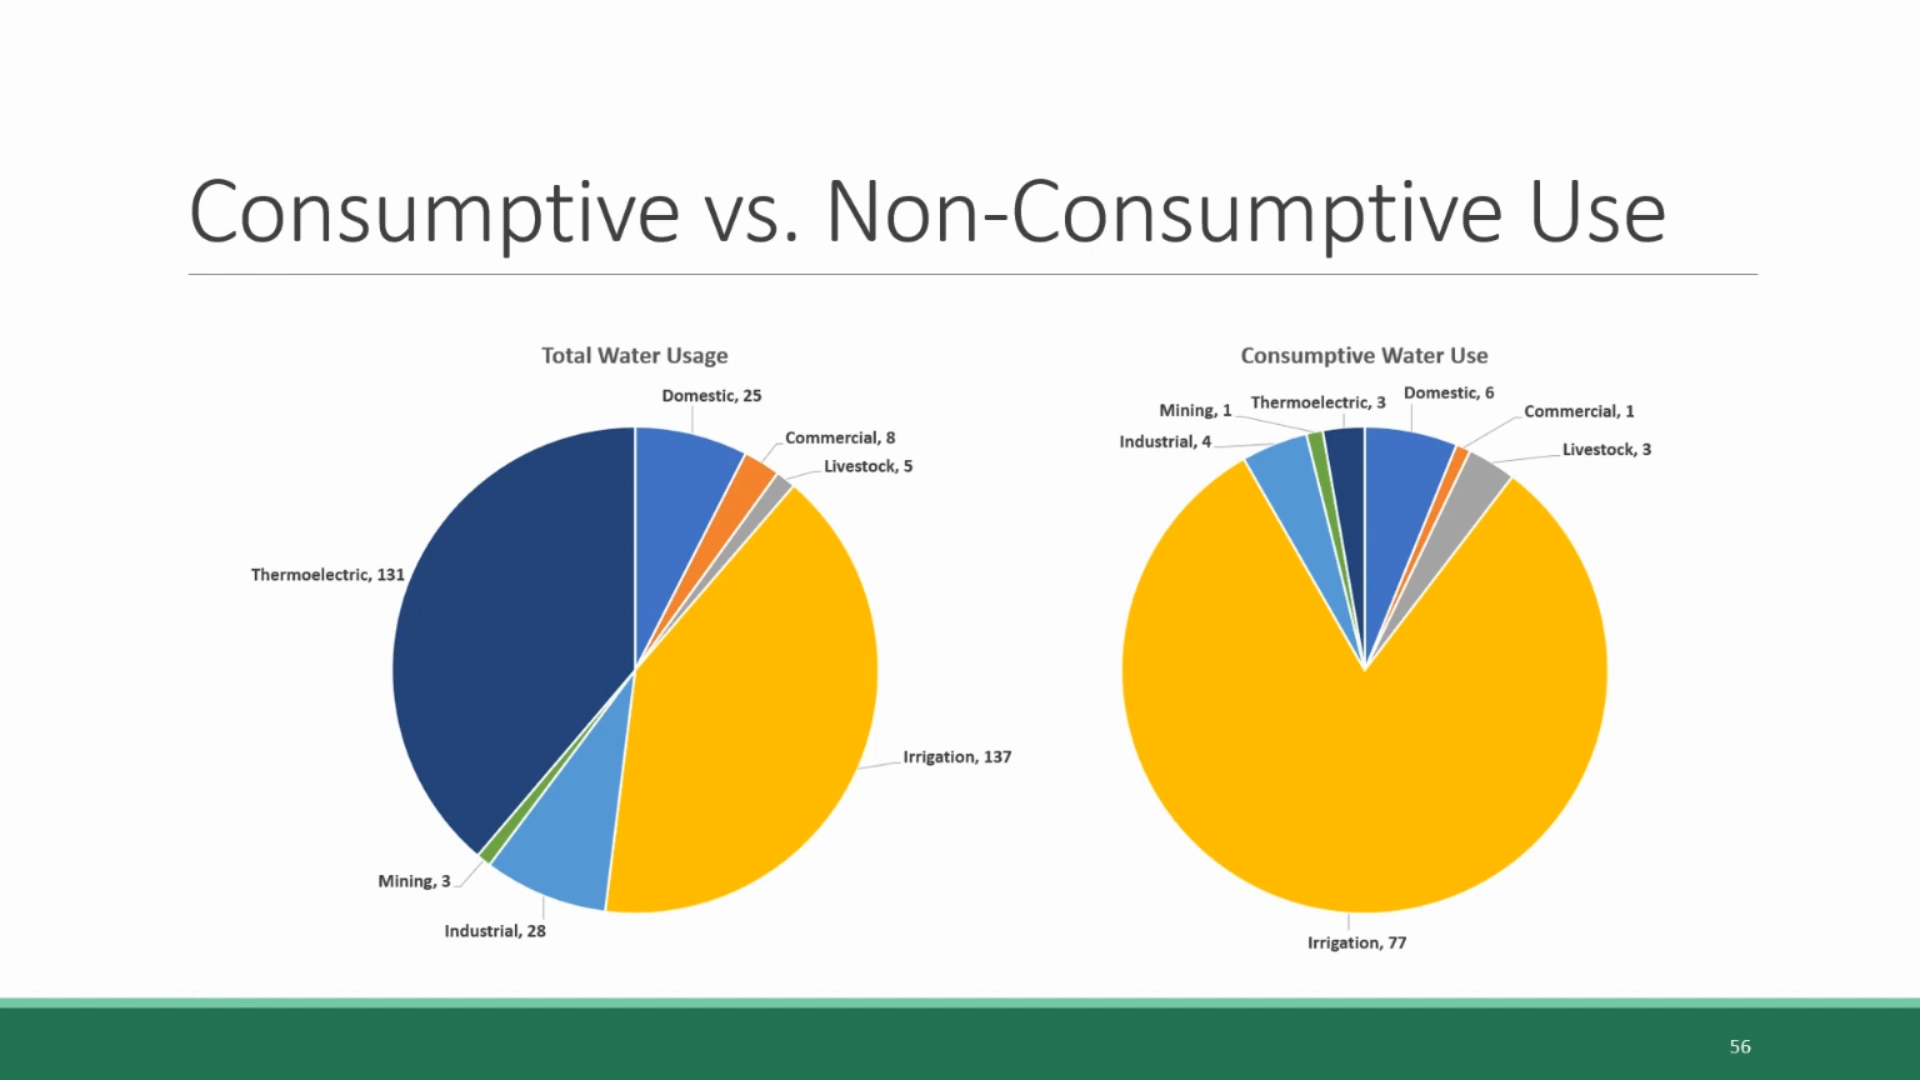 Consumptive vs. Non-Consumptive Use
Total Water Usage
Domestic, 25
Commercial, 8
Livestock, 5
Thermoelectric, 131
Irrigation, 137
Mining, 3
Industrial, 28
Consumptive Water Use
Domestic, 6
Thermoelectric, 3
Mining, 1
Commercial, 1
Industrial, 4
Livestock, 3
Irrigation, 77
56